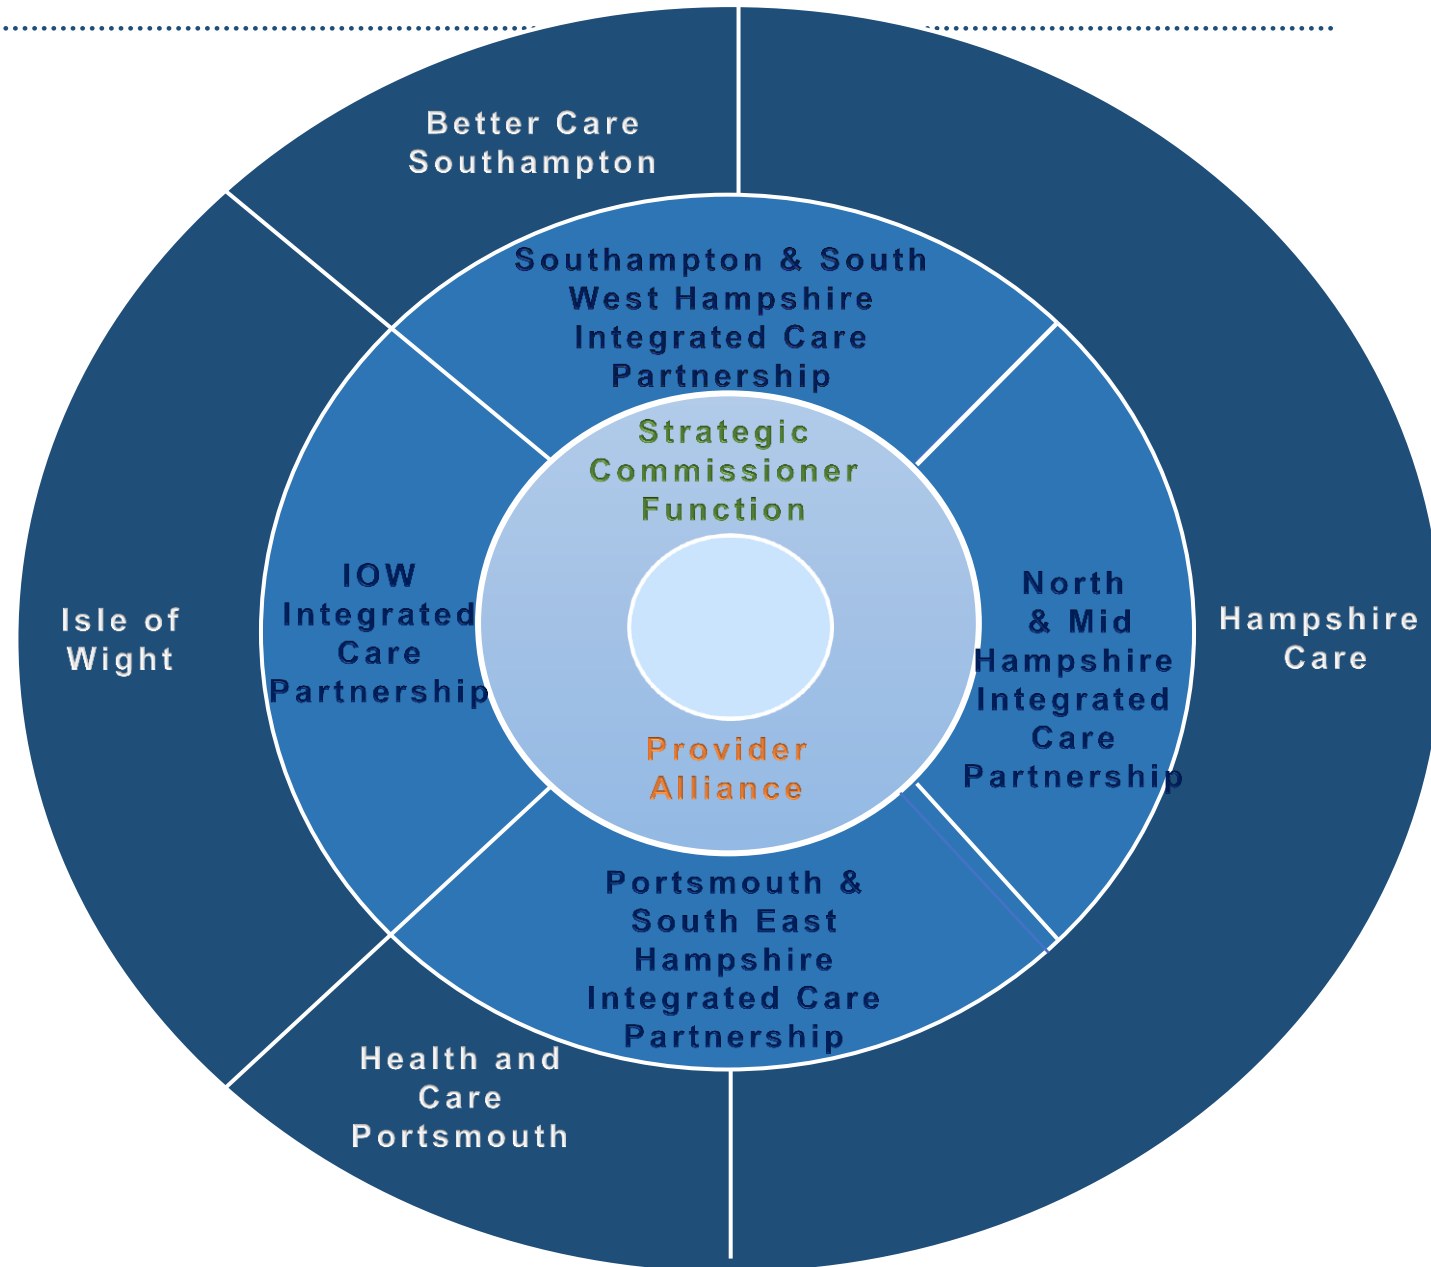 Better Care
Southampton
Southampton & South
West Hampshire
Integrated Care
Partnership
Strategic
Commissioner
Function
IOW
Integrated
Care
Partnership
North
& Mid
Hampshire
Integrated
Care
Partnership
Isle of
Wight
Hampshire
Care
Provider
Alliance
Portsmouth &
South East
Hampshire
Integrated Care
Partnership
Health and
Care
Portsmouth